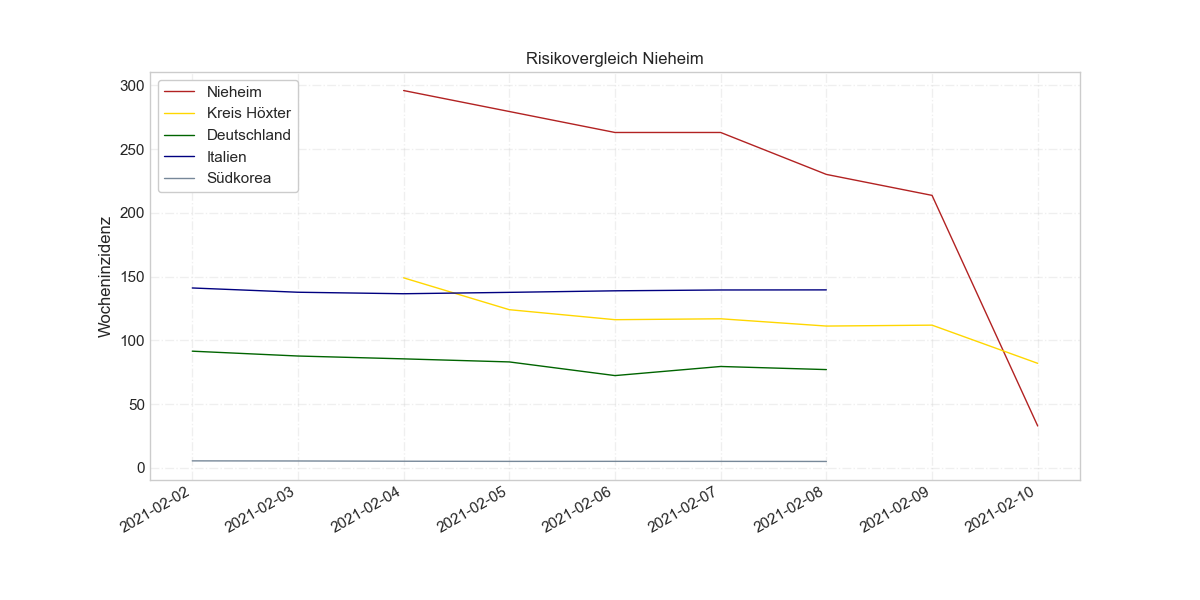 Risikovergleich Nieheim
Nieheim
Kreis Höxter
Deutschland
Italien
Südkorea
Wocheninzidenz
300
250
200
150
100
50
0
2021-02-02
2021-02-03
2021-02-04
2021-02-05
2021-02-06
2021-02-07
2021-02-08
2021-02-09
2021-02-10